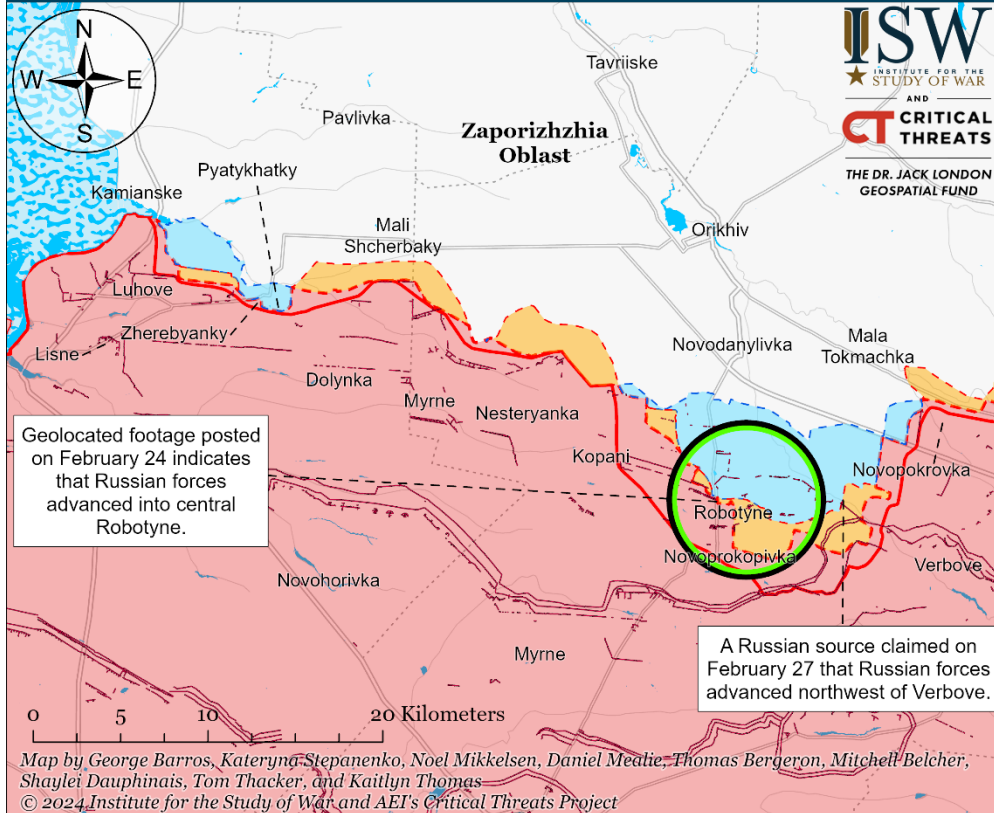 N
W E
S
ISW
INSTITUTE FOR THE
STUDY OF WAR
AND
CT CRITICAL
THREATS
THE DR. JACK LONDON
GEOSPATIAL FUND
Tavriiske
Pavlivka
Zaporizhzhia
Oblast
Pyatykhatky
Kamianske
Mali
Shcherbaky
Orikhiv
Luhove
Zherebyanky
Lisne
Novodanylivka
Mala
Tokmachka
Dolynka
Myrne
Nesteryanka
Kopani
Novopokrovka
Robotyne
Novoprokopivka
Verbove
Novohorivka
Myrne
Geolocated footage posted
on February 24 indicates
that Russian forces
advanced into central
Robotyne.
A Russian source claimed on
February 27 that Russian forces
advanced northwest of Verbove.
0 5 10 20 Kilometers
Map by George Barros, Kateryna Stepanenko, Noel Mikkelsen, Daniel Mealie, Thomas Bergeron, Mitchell Belcher,
Shaylei Dauphinais, Tom Thacker, and Kaitlyn Thomas
© 2024 Institute for the Study of War and AEI's Critical Threats Project